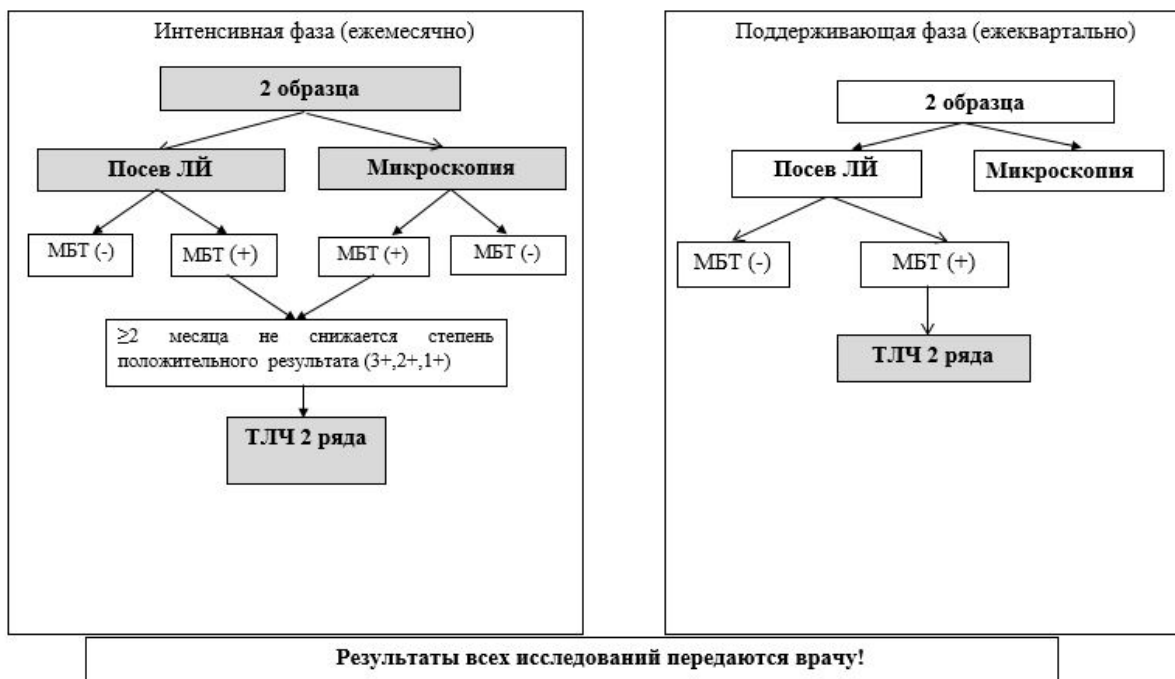 Интенсивная фаза (ежемесячно)
2 образца
Посев ЛЙ
Микроскопия
МБТ (-)
МБТ (+)
МБТ (+)
МБТ (-)
≥2 месяца не снижается степень
положительного результата (3+,2+,1+)
ТЛЧ 2 ряда
Поддерживающая фаза (ежеквартально)
2 образца
Посев ЛЙ
Микроскопия
МБТ (-)
МБТ (+)
ТЛЧ 2 ряда
Результаты всех исследований передаются врачу!